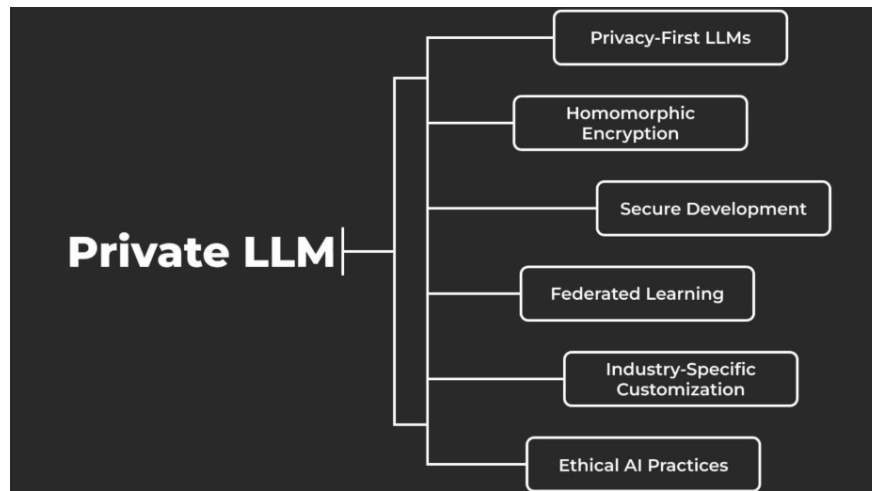 Private LLM
Privacy-First LLMs
Homomorphic
Encryption
Secure Development
Federated Learning
Industry-Specific
Customization
Ethical AI Practices